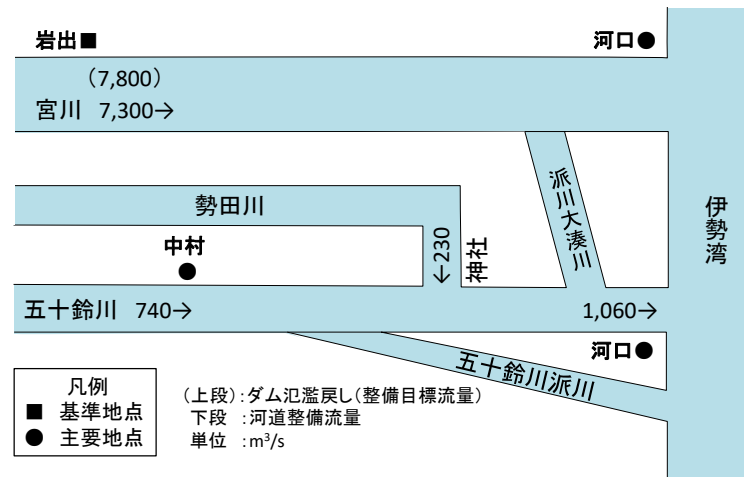 岩出■
河口●
(7,800)
宮川 7,300→
派川大湊川
伊勢湾
勢田川
中村
●
←230
神社
五十鈴川 740→
1,060→
河口●
五十鈴川派川
凡例
■ 基準地点
● 主要地点
(上段):ダム氾濫戻し(整備目標流量)
下段 :河道整備流量
単位 :m³/s